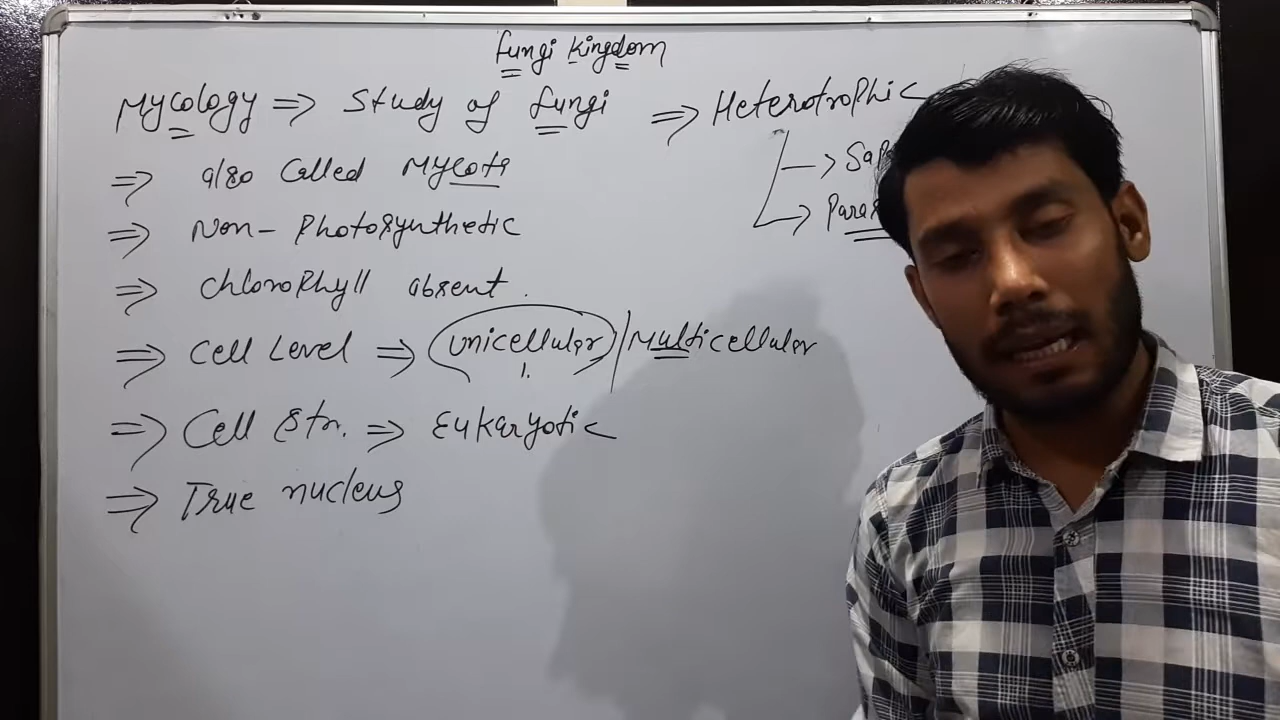 Fungi Kingdom
Mycology ⇒ Study of fungi ⇒ Heterotrophic
⇒ also called Mycota
⇒ Non-Photosynthetic
⇒ chlorophyll absent.
⇒ Cell Level ⇒ Unicellular / Multicellular
⇒ Cell Str. ⇒ Eukaryotic
⇒ True nucleus